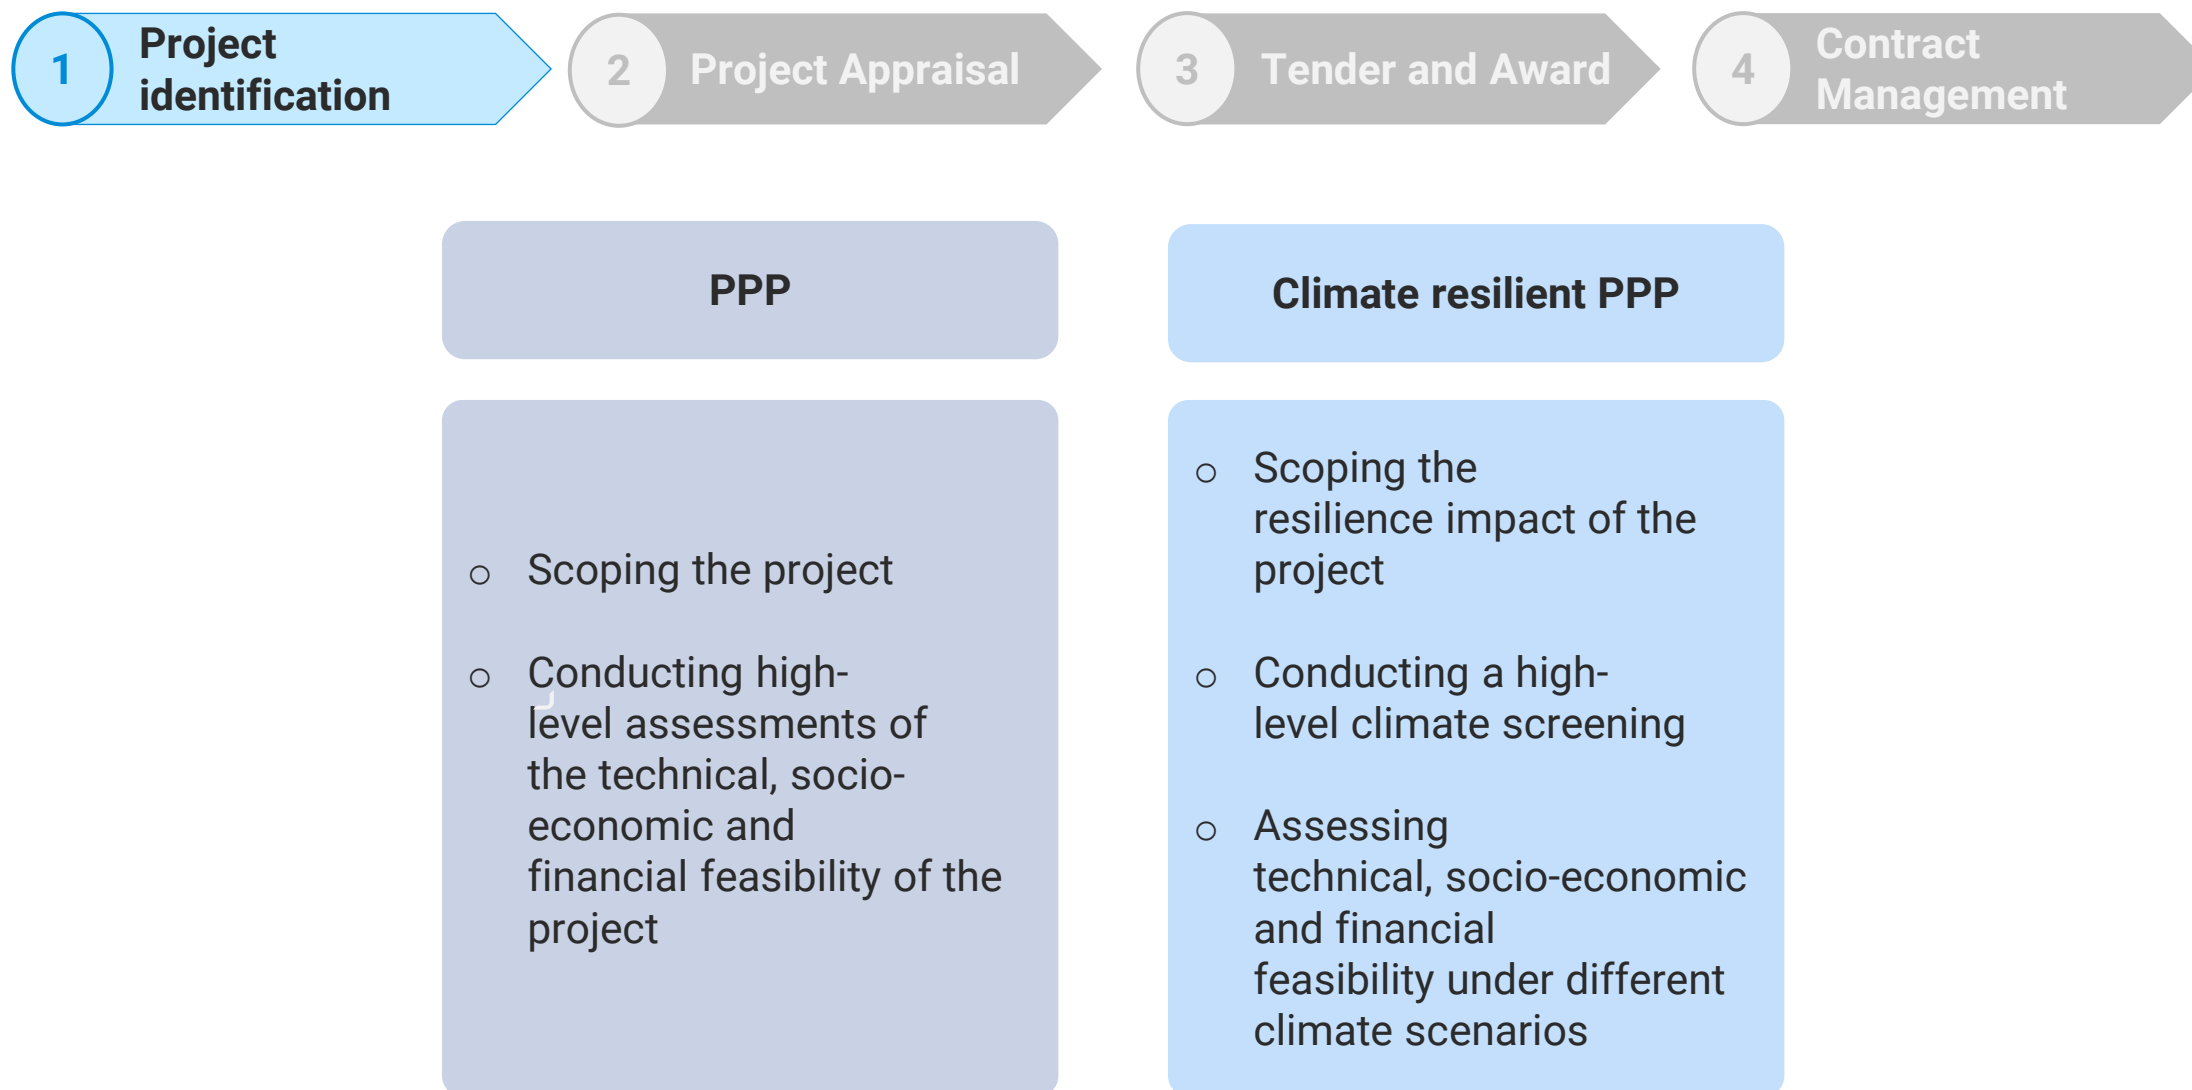 1
Project
identification
2
Project Appraisal
3
Tender and Award
4
Contract
Management
PPP
○ Scoping the project
○ Conducting high-
level assessments of
the technical, socio-
economic and
financial feasibility of the
project
Climate resilient PPP
○ Scoping the
resilience impact of the
project
○ Conducting a high-
level climate screening
○ Assessing
technical, socio-economic
and financial
feasibility under different
climate scenarios